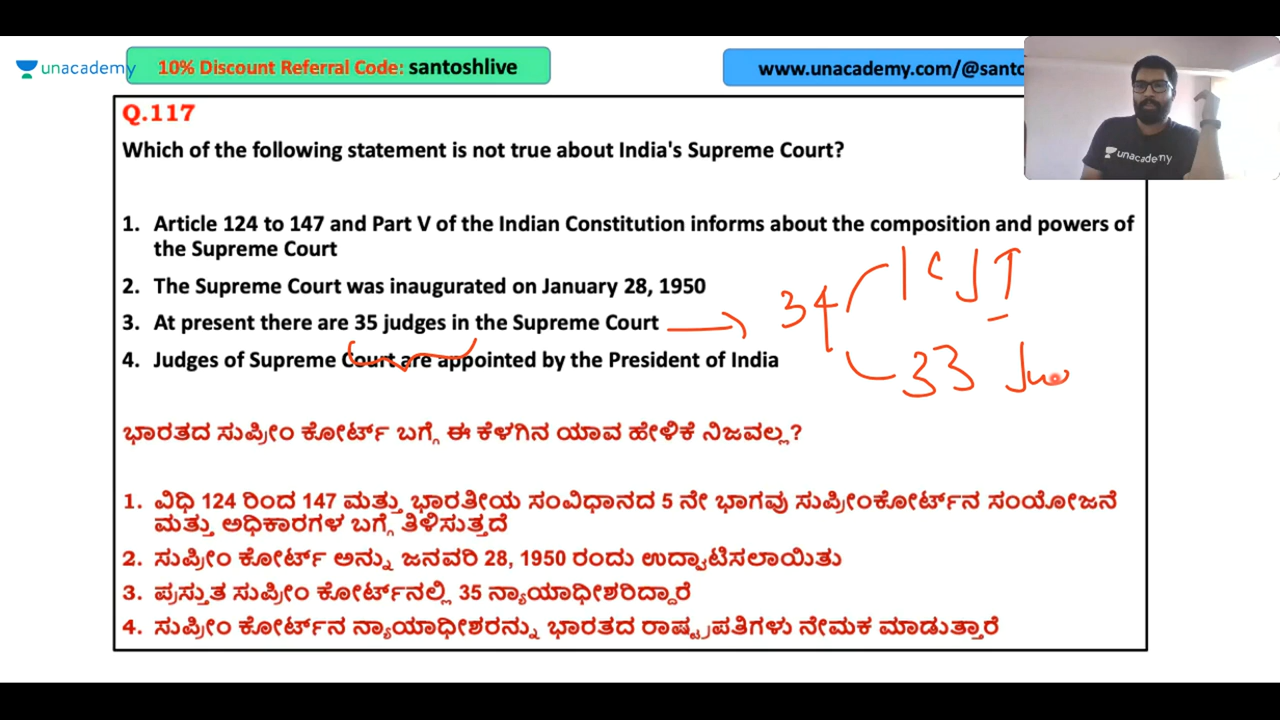 unacademy
10% Discount Referral Code: santoshlive
www.unacademy.com/@santo
unacademy
Q.117
Which of the following statement is not true about India's Supreme Court?
1. Article 124 to 147 and Part V of the Indian Constitution informs about the composition and powers of
the Supreme Court
2. The Supreme Court was inaugurated on January 28, 1950
3. At present there are 35 judges in the Supreme Court
4. Judges of Supreme Court are appointed by the President of India
34
1 CJI
33
ಭಾರತದ ಸುಪ್ರೀಂ ಕೋರ್ಟ್ ಬಗ್ಗೆ ಈ ಕೆಳಗಿನ ಯಾವ ಹೇಳಿಕೆ ನಿಜವಲ್ಲ?
1. ವಿಧಿ 124 ರಿಂದ 147 ಮತ್ತು ಭಾರತೀಯ ಸಂವಿಧಾನದ 5 ನೇ ಭಾಗವು ಸುಪ್ರೀಂಕೋರ್ಟ್‌ನ ಸಂಯೋಜನೆ
ಮತ್ತು ಅಧಿಕಾರಗಳ ಬಗ್ಗೆ ತಿಳಿಸುತ್ತದೆ
2. ಸುಪ್ರೀಂ ಕೋರ್ಟ್ ಅನ್ನು ಜನವರಿ 28, 1950 ರಂದು ಉದ್ಘಾಟಿಸಲಾಯಿತು
3. ಪ್ರಸ್ತುತ ಸುಪ್ರೀಂ ಕೋರ್ಟ್‌ನಲ್ಲಿ 35 ನ್ಯಾಯಾಧೀಶರಿದ್ದಾರೆ
4. ಸುಪ್ರೀಂ ಕೋರ್ಟ್‌ನ ನ್ಯಾಯಾಧೀಶರನ್ನು ಭಾರತದ ರಾಷ್ಟ್ರಪತಿಗಳು ನೇಮಕ ಮಾಡುತ್ತಾರೆ